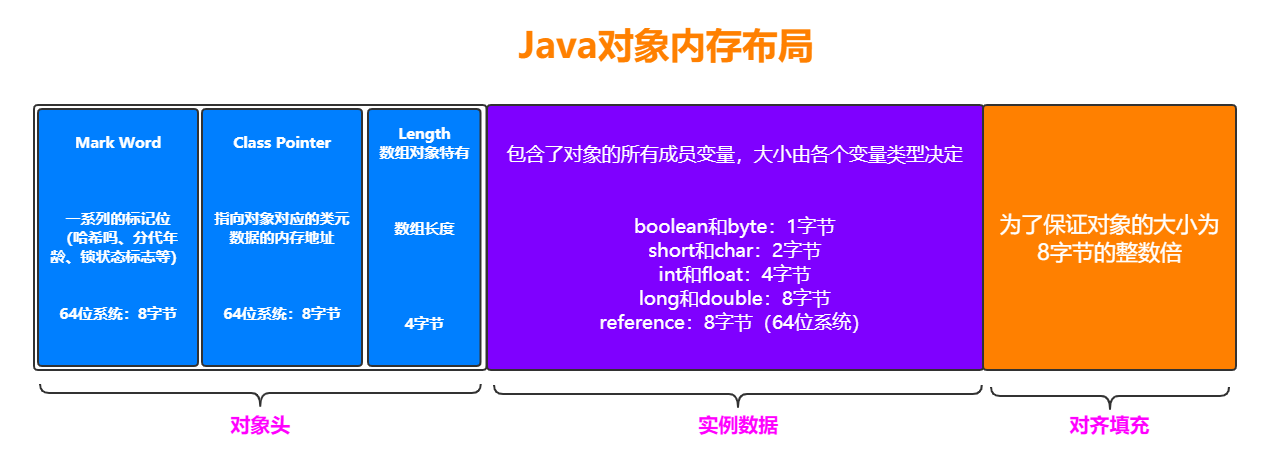 Java对象内存布局
Mark Word
一系列的标记位
（哈希吗、分代年
龄、锁状态标志等）
64位系统：8字节
Class Pointer
指向对象对应的类元
数据的内存地址
64位系统：8字节
Length
数组对象特有
数组长度
4字节
包含了对象的所有成员变量，大小由各个变量类型决定
boolean和byte：1字节
short和char：2字节
int和float：4字节
long和double：8字节
reference：8字节（64位系统）
为了保证对象的大小为
8字节的整数倍
对象头
实例数据
对齐填充